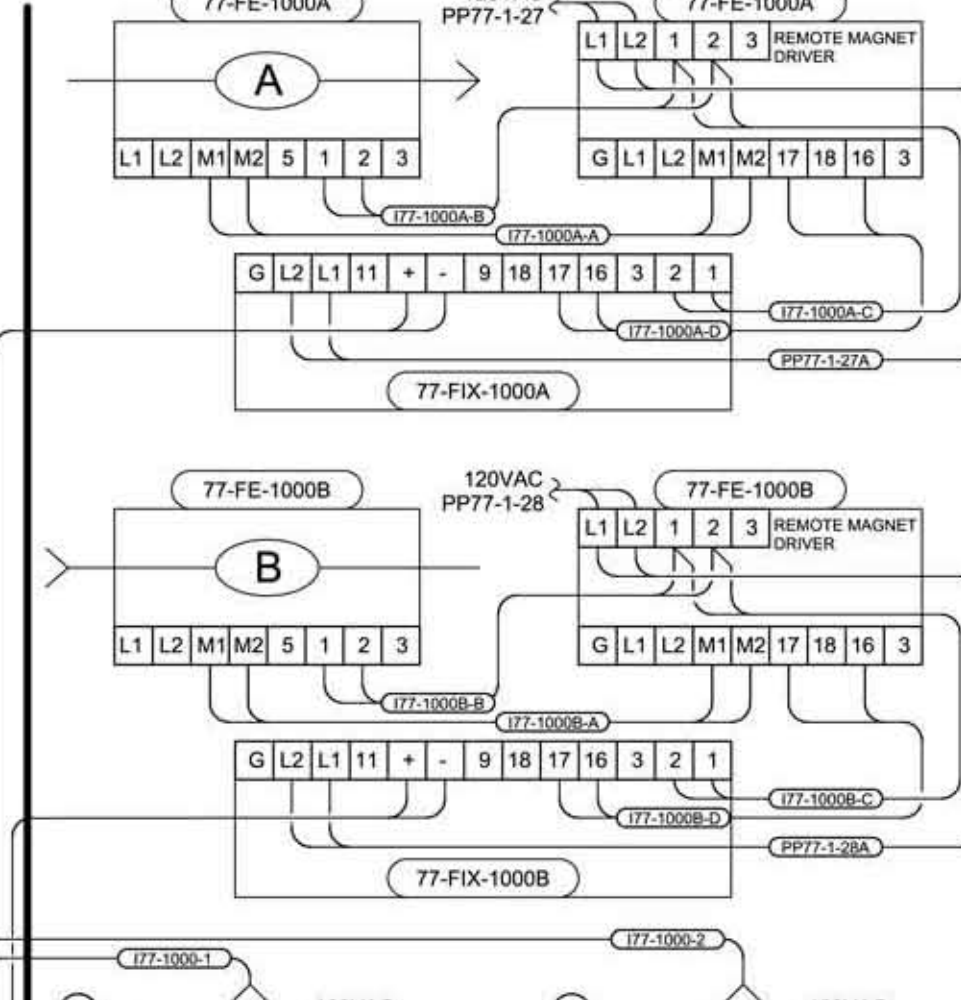 77-FE-1000A
PP77-1-27
77-FE-1000A
L1 L2 1 2 3 REMOTE MAGNET
DRIVER
A
L1 L2 M1 M2 5 1 2 3
G L1 L2 M1 M2 17 18 16 3
I77-1000A-B
I77-1000A-A
G L2 L1 11 + - 9 18 17 16 3 2 1
I77-1000A-C
I77-1000A-D
PP77-1-27A
77-FIX-1000A
77-FE-1000B
120VAC
PP77-1-28
77-FE-1000B
L1 L2 1 2 3 REMOTE MAGNET
DRIVER
B
L1 L2 M1 M2 5 1 2 3
G L1 L2 M1 M2 17 18 16 3
I77-1000B-B
I77-1000B-A
G L2 L1 11 + - 9 18 17 16 3 2 1
I77-1000B-C
I77-1000B-D
PP77-1-28A
77-FIX-1000B
I77-1000-2
I77-1000-1